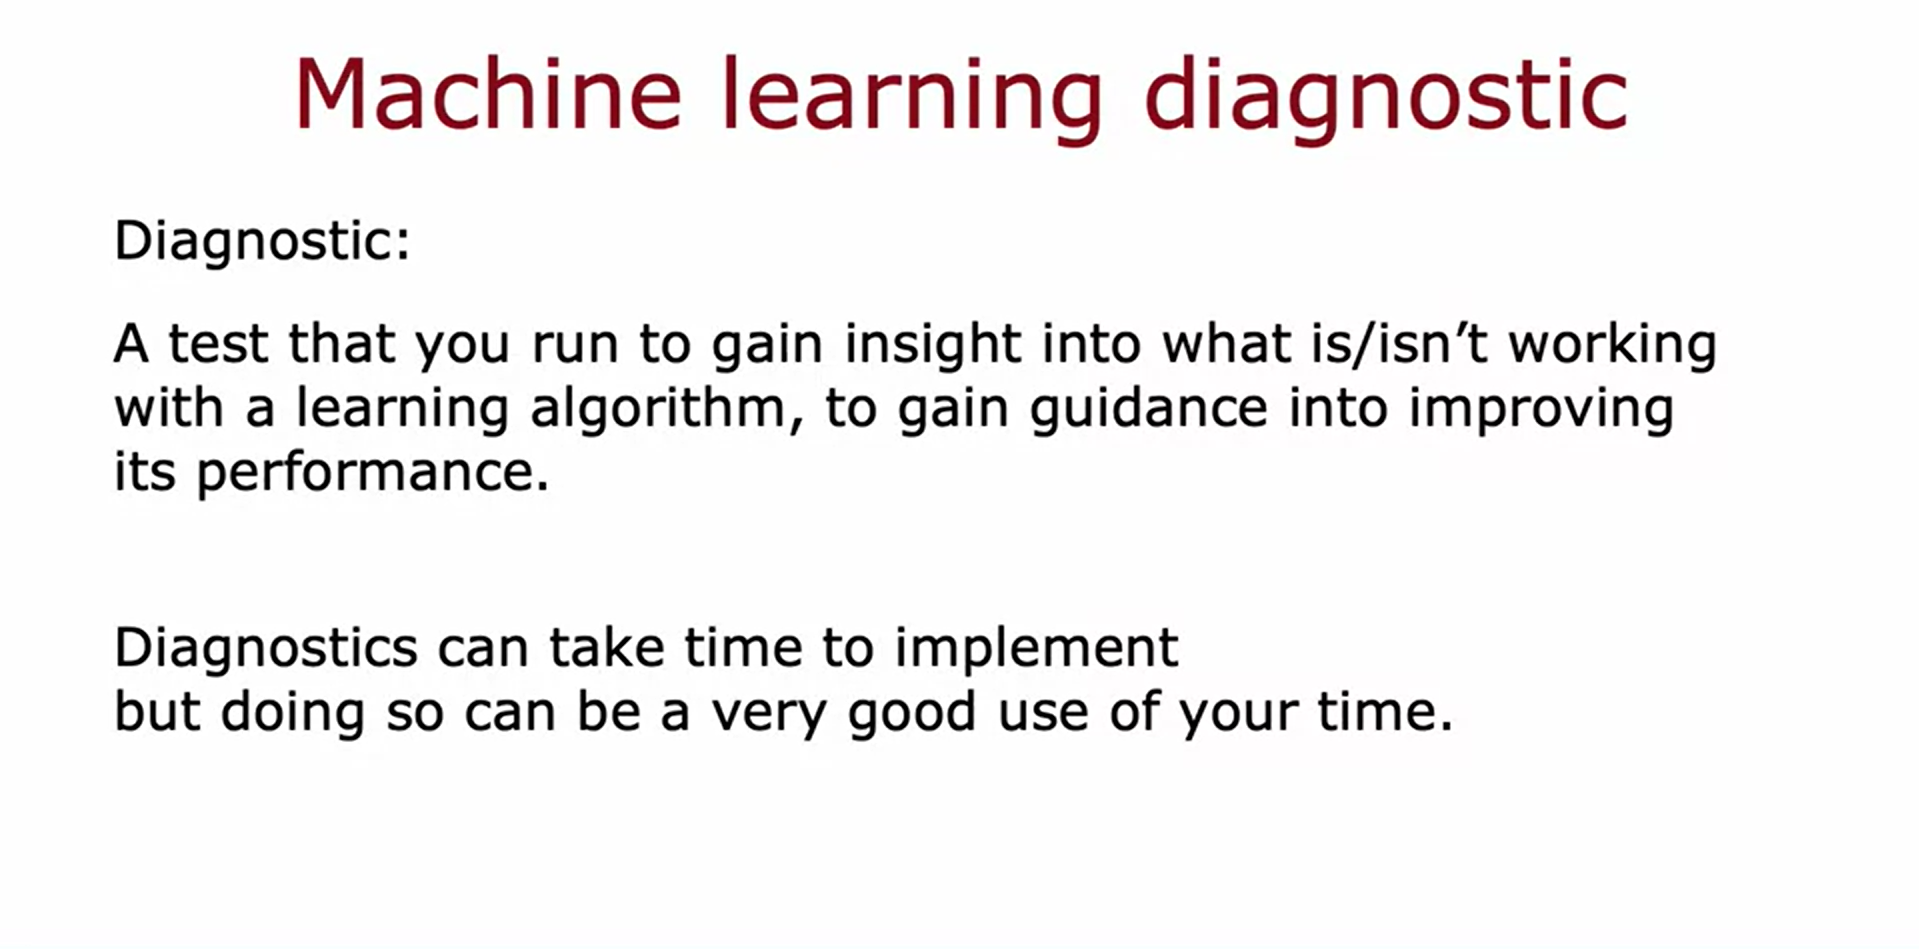 Machine learning diagnostic
Diagnostic:
A test that you run to gain insight into what is/isn’t working
with a learning algorithm, to gain guidance into improving
its performance.
Diagnostics can take time to implement
but doing so can be a very good use of your time.